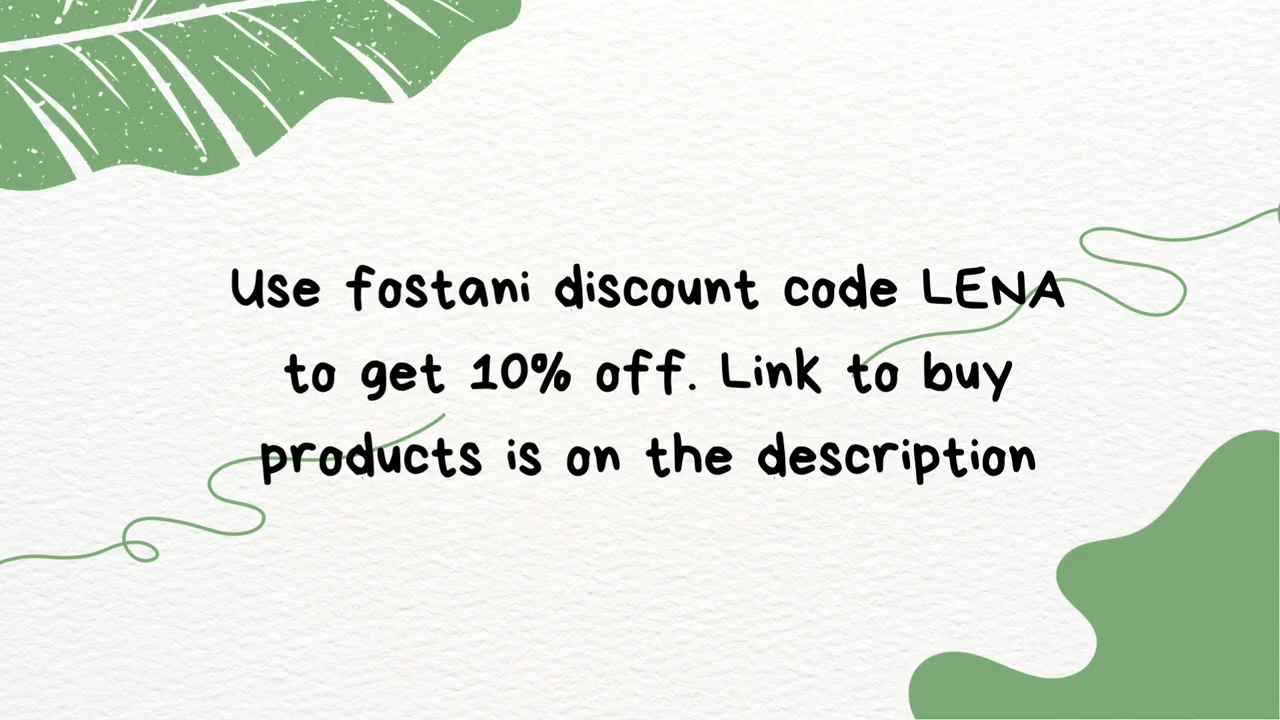 Use fostani discount code LENA
to get 10% off. Link to buy
products is on the description